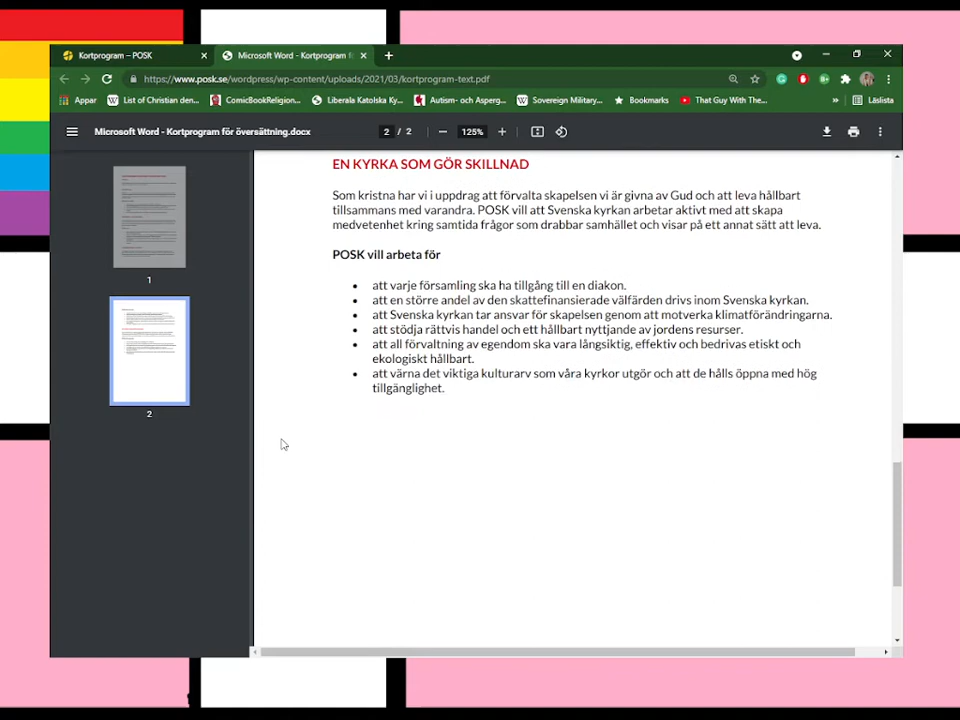 Kortprogram – POSK
Microsoft Word - Kortprogram f
https://www.posk.se/wordpress/wp-content/uploads/2021/03/kortprogram-text.pdf
Appar
List of Christian den...
ComicBookReligion...
Liberala Katolska Ky...
Autism- och Asperg...
Sovereign Military...
Bookmarks
That Guy With The...
»
Läslista
Microsoft Word - Kortprogram för översättning.docx
2 / 2
125%
EN KYRKA SOM GÖR SKILLNAD
Som kristna har vi i uppdrag att förvalta skapelsen vi är givna av Gud och att leva hållbart
tillsammans med varandra. POSK vill att Svenska kyrkan arbetar aktivt med att skapa
medvetenhet kring samtida frågor som drabbar samhället och visar på ett annat sätt att leva.
POSK vill arbeta för
• att varje församling ska ha tillgång till en diakon.
• att en större andel av den skattefinansierade välfärden drivs inom Svenska kyrkan.
• att Svenska kyrkan tar ansvar för skapelsen genom att motverka klimatförändringarna.
• att stödja rättvis handel och ett hållbart nyttjande av jordens resurser.
• att all förvaltning av egendom ska vara långsiktig, effektiv och bedrivas etiskt och
ekologiskt hållbart.
• att värna det viktiga kulturarv som våra kyrkor utgör och att de hålls öppna med hög
tillgänglighet.
1
2